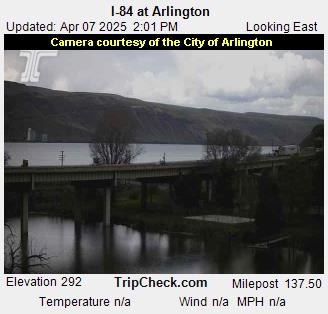 I-84 at Arlington
Updated: Apr 07 2025 2:01 PM Looking East
Camera courtesy of the City of Arlington
Elevation 292 TripCheck.com Milepost 137.50
Temperature n/a Wind n/a MPH n/a